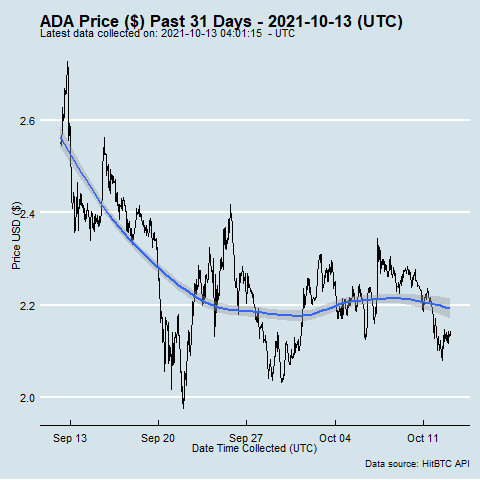 ADA Price ($) Past 31 Days - 2021-10-13 (UTC)
Latest data collected on: 2021-10-13 04:01:15 - UTC
2.6
2.4
2.2
2.0
Price USD ($)
Sep 13 Sep 20 Sep 27 Oct 04 Oct 11
Date Time Collected (UTC)
Data source: HitBTC API